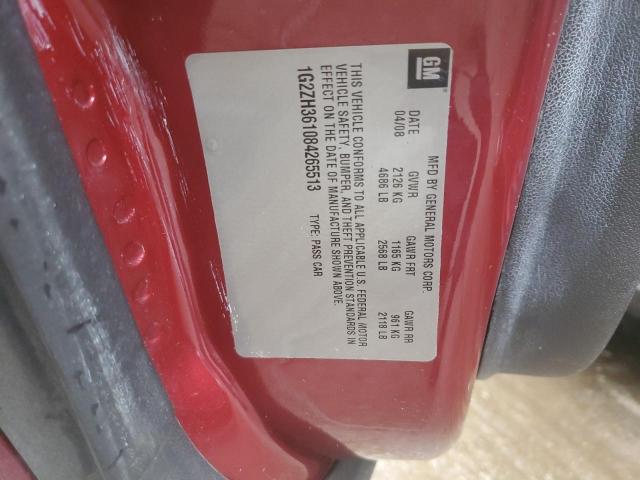 GM
MFD BY GENERAL MOTORS CORP.
DATE GVWR GAWR FRT GAWR RR
04/08 2126 KG 1165 KG 961 KG
4686 LB 2568 LB 2118 LB
THIS VEHICLE CONFORMS TO ALL APPLICABLE U.S. FEDERAL MOTOR
VEHICLE SAFETY, BUMPER, AND THEFT PREVENTION STANDARDS IN
EFFECT ON THE DATE OF MANUFACTURE SHOWN ABOVE.
1G2ZH361084265513 TYPE: PASS CAR